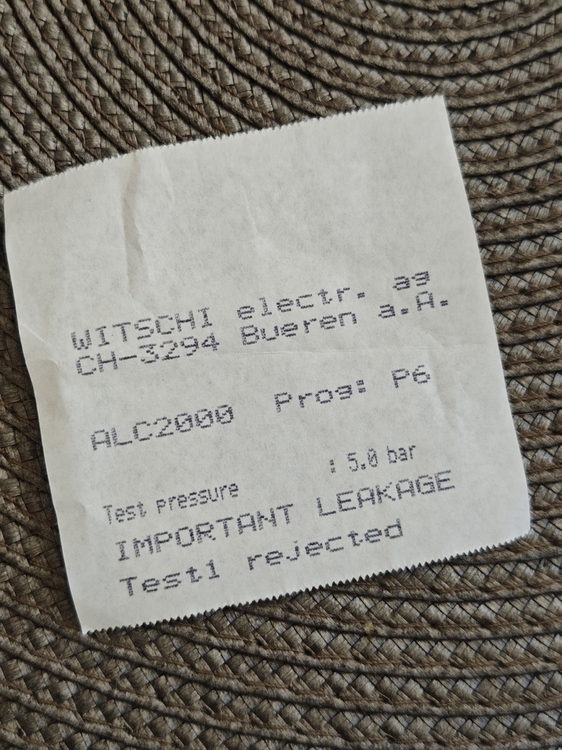 WITSCHI electr. ag
CH-3294 Bueren a.A.
ALC2000 Prog: P6
Test pressure : 5.0 bar
IMPORTANT LEAKAGE
Test1 rejected